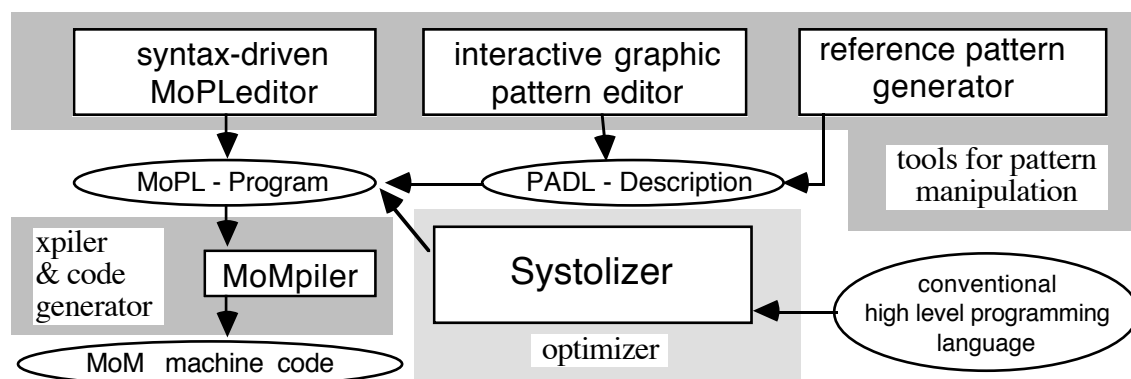 syntax-driven
MoPLeditor
interactive graphic
pattern editor
reference pattern
generator
tools for pattern
manipulation
MoPL - Program
PADL - Description
xpiler
& code
generator
MoMpiler
Systolizer
optimizer
conventional
high level programming
language
MoM machine code